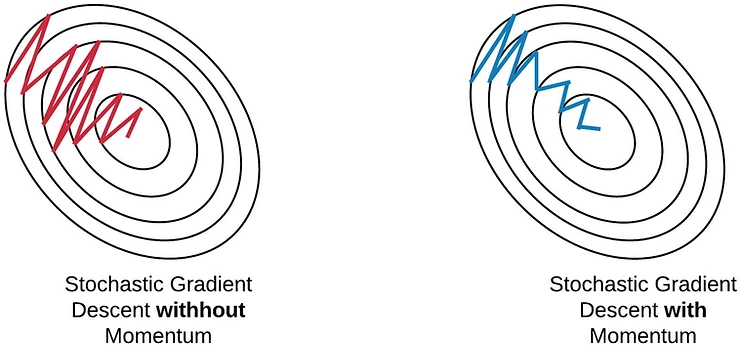 Stochastic Gradient
Descent withhout
Momentum
Stochastic Gradient
Descent with
Momentum